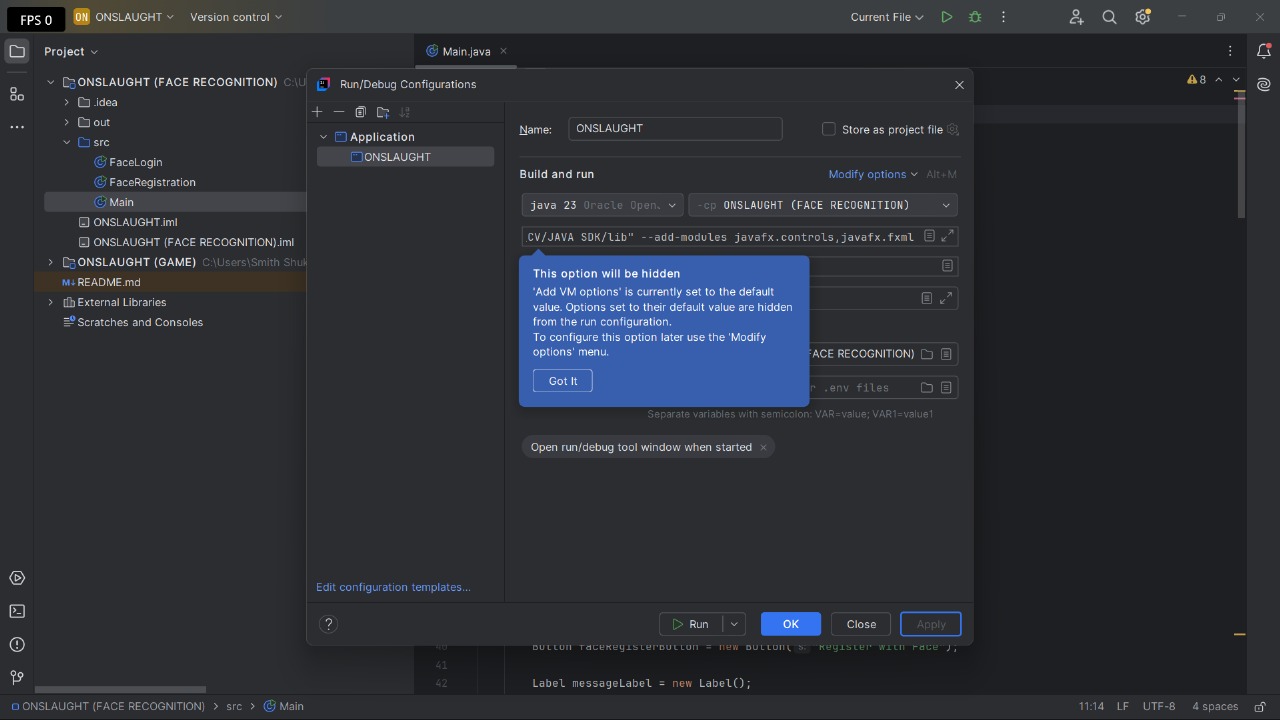 FPS 0
ON ONSLAUGHT
Version control
Current File
Project
Main.java
8
ONSLAUGHT (FACE RECOGNITION) C:\U
.idea
out
src
FaceLogin
FaceRegistration
Main
ONSLAUGHT.iml
ONSLAUGHT (FACE RECOGNITION).iml
ONSLAUGHT (GAME) C:\Users\Smith Shuk
M↓ README.md
External Libraries
Scratches and Consoles
Run/Debug Configurations
Application
ONSLAUGHT
Edit configuration templates...
Name: ONSLAUGHT
Store as project file
Build and run
Modify options Alt+M
java 23 Oracle Open. -cp ONSLAUGHT (FACE RECOGNITION)
CV/JAVA SDK/lib" --add-modules javafx.controls,javafx.fxml
This option will be hidden
'Add VM options' is currently set to the default
value. Options set to their default value are hidden
from the run configuration.
To configure this option later use the 'Modify
options' menu.
Got It
FACE RECOGNITION)
r .env files
Separate variables with semicolon: VAR=value; VAR1=value1
Open run/debug tool window when started
? Run OK Close Apply
40 Button faceRegisterButton = new Button( s: "Register with Face");
41
42 Label messageLabel = new Label();
ONSLAUGHT (FACE RECOGNITION) > src > Main
11:14 LF UTF-8 4 spaces